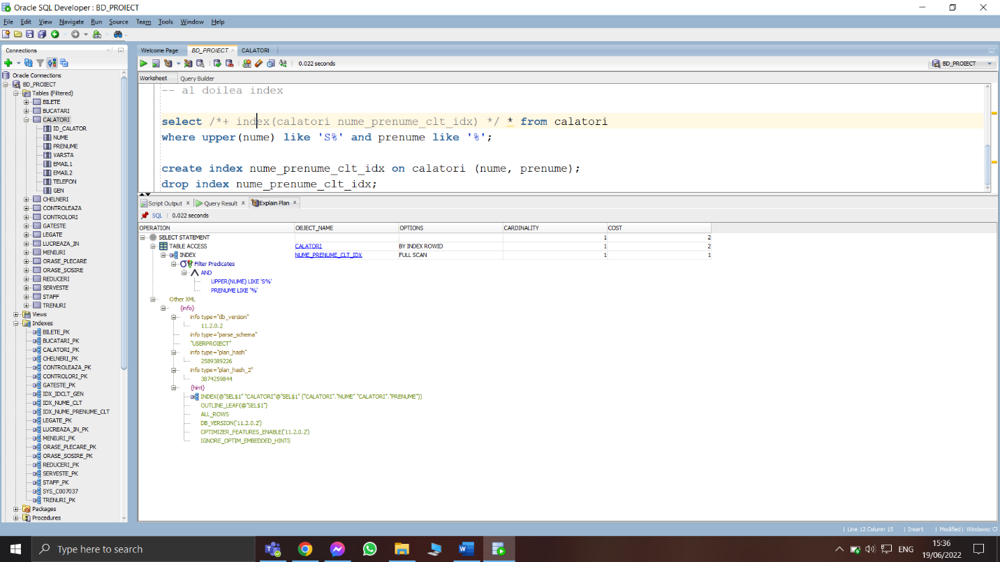 Oracle SQL Developer : BD_PROIECT
File Edit View Navigate Run Source Team Tools Window Help
Connections
Oracle Connections
BD_PROIECT
Tables (Filtered)
BILETE
BUCATARI
CALATORI
ID_CALATOR
NUME
PRENUME
VARSTA
EMAIL1
EMAIL2
TELEFON
GEN
CHELNERI
CONTROLEAZA
CONTROLORI
GATESTE
LEGATE
LUCREAZA_IN
MENIURI
ORASE_PLECARE
ORASE_SOSIRE
REDUCERI
SERVESTE
STAFF
TRENURI
Views
Indexes
BILETE_PK
BUCATARI_PK
CALATORI_PK
CHELNERI_PK
CONTROLEAZA_PK
CONTROLORI_PK
GATESTE_PK
IDX_IDCLT_GEN
IDX_NUME_CLT
IDX_NUME_PRENUME_CLT
LEGATE_PK
LUCREAZA_IN_PK
MENIURI_PK
ORASE_PLECARE_PK
ORASE_SOSIRE_PK
REDUCERI_PK
SERVESTE_PK
STAFF_PK
SYS_C007037
TRENURI_PK
Packages
Procedures
Welcome Page BD_PROIECT CALATORI
0.022 seconds
BD_PROIECT
Worksheet Query Builder
-- al doilea index
select /*+ index(calatori nume_prenume_clt_idx) */ * from calatori
where upper(nume) like 'S%' and prenume like '%';
create index nume_prenume_clt_idx on calatori (nume, prenume);
drop index nume_prenume_clt_idx;
Script Output x Query Result x Explain Plan x
SQL | 0.022 seconds
OPERATION OBJECT_NAME OPTIONS CARDINALITY COST
SELECT STATEMENT 1 2
TABLE ACCESS CALATORI BY INDEX ROWID 1 2
INDEX NUME_PRENUME_CLT_IDX FULL SCAN 1 1
Filter Predicates
AND
UPPER(NUME) LIKE 'S%'
PRENUME LIKE '%'
Other XML
{info}
info type="db_version"
11.2.0.2
info type="parse_schema"
"USERPROIECT"
info type="plan_hash"
2589389226
info type="plan_hash_2"
3874259844
{hint}
INDEX(@"SEL$1" "CALATORI"@"SEL$1" ("CALATORI"."NUME" "CALATORI"."PRENUME"))
OUTLINE_LEAF(@"SEL$1")
ALL_ROWS
DB_VERSION('11.2.0.2')
OPTIMIZER_FEATURES_ENABLE('11.2.0.2')
IGNORE_OPTIM_EMBEDDED_HINTS
| Line 12 Column 15 | Insert | Modified | Windows: C
Type here to search
ENG
15:36
19/06/2022